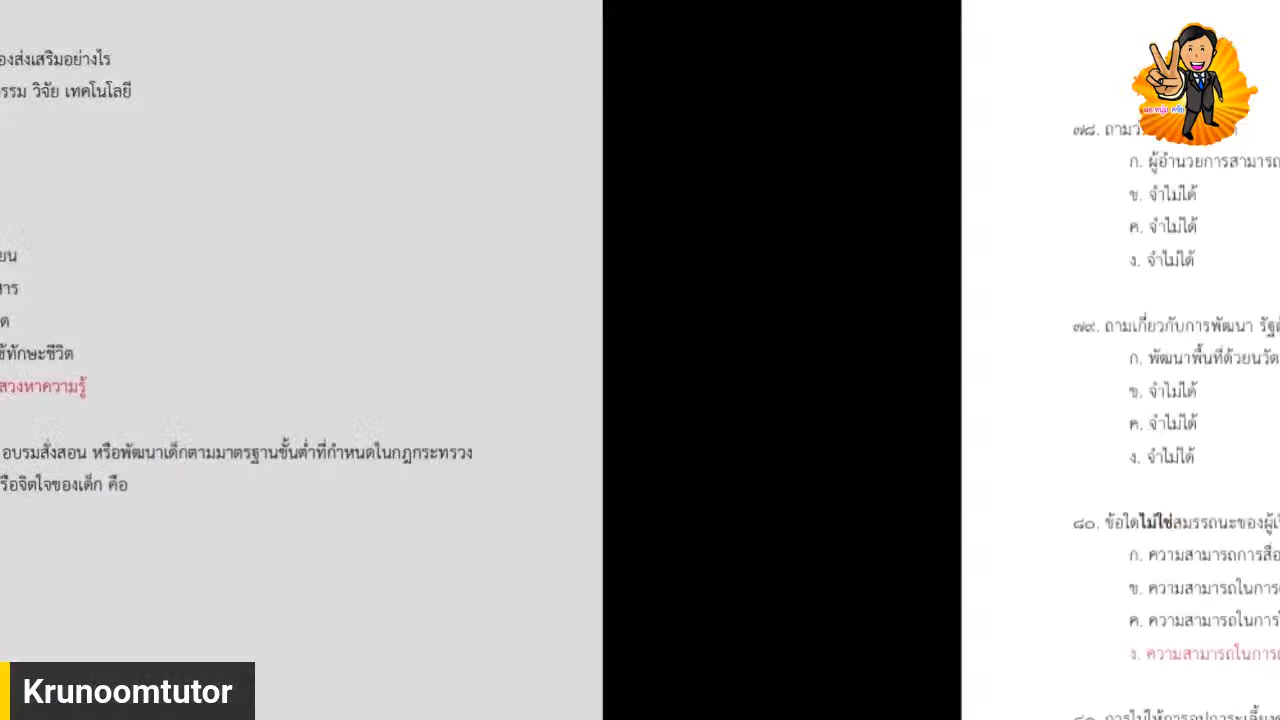 องส่งเสริมอย่างไร
รรม วิจัย เทคโนโลยี
ยน
สาร
ต
ช้ทักษะชีวิต
สวงหาความรู้
อบรมสั่งสอน หรือพัฒนาเด็กตามมาตรฐานขั้นต่ำที่กำหนดในกฎกระทรวง
รือจิตใจของเด็ก คือ
๗๘. ถาม
ก. ผู้อำนวยการสามารถ
ข. จำไม่ได้
ค. จำไม่ได้
ง. จำไม่ได้
๗๙. ถามเกี่ยวกับการพัฒนา รัฐ
ก. พัฒนาพื้นที่ด้วยนวัต
ข. จำไม่ได้
ค. จำไม่ได้
ง. จำไม่ได้
๘๐. ข้อใดไม่ใช่สมรรถนะของผู้เ
ก. ความสามารถการสื่อ
ข. ความสามารถในการ
ค. ความสามารถในการ
ง. ความสามารถในการ
Krunoomtutor